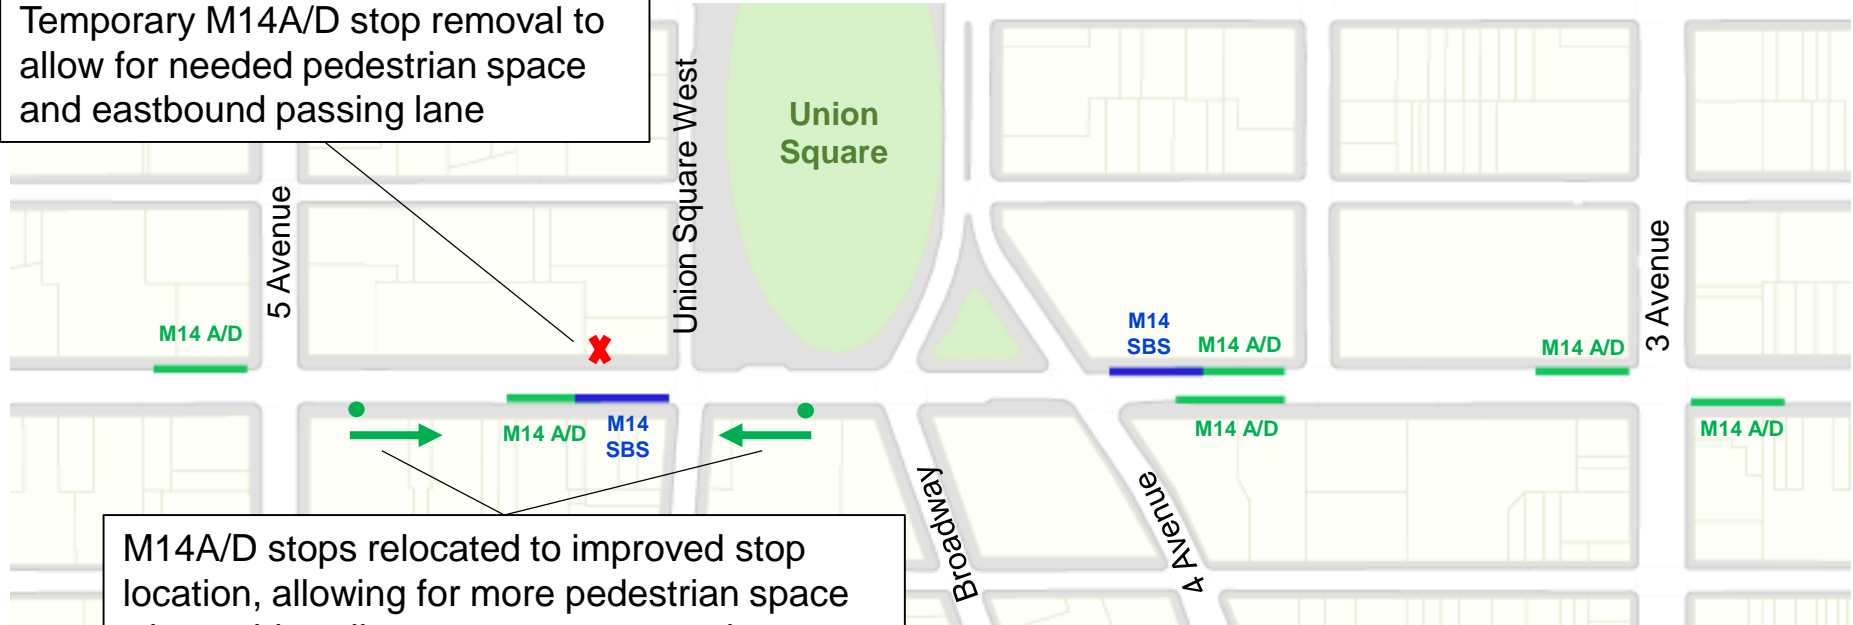 Temporary M14A/D stop removal to
allow for needed pedestrian space
and eastbound passing lane
Union Square West
Union
Square
5 Avenue
3 Avenue
M14 A/D
M14
SBS
M14 A/D
M14 A/D
M14 A/D
M14
SBS
M14 A/D
M14 A/D
Broadway
4 Avenue
M14A/D stops relocated to improved stop
location, allowing for more pedestrian space